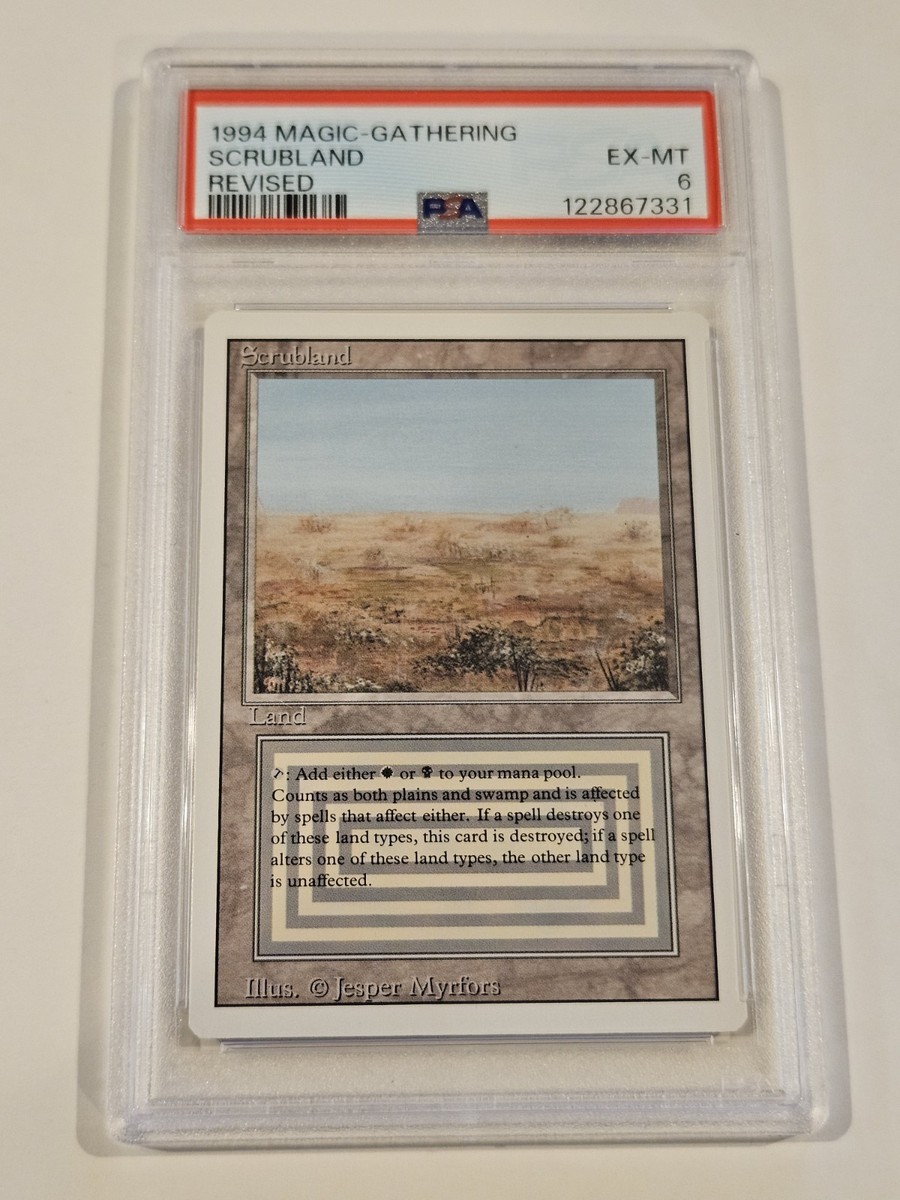 1994 MAGIC-GATHERING
SCRUBLAND EX-MT
REVISED 6
PSA 122867331
Scrubland
Land
: Add either or to your mana pool.
Counts as both plains and swamp and is affected
by spells that affect either. If a spell destroys one
of these land types, this card is destroyed; if a spell
alters one of these land types, the other land type
is unaffected.
Illus. © Jesper Myrfors